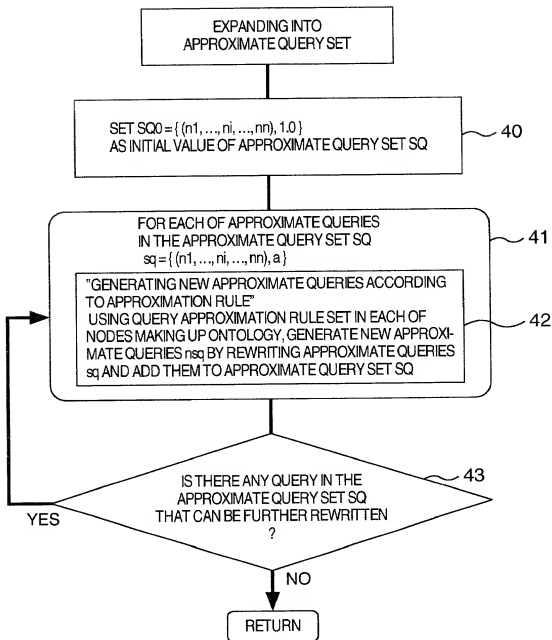 EXPANDING INTO
APPROXIMATE QUERY SET
SET SQ0 = { (n1, ..., ni, ..., nn), 1.0 }
AS INITIAL VALUE OF APPROXIMATE QUERY SET SQ
40
FOR EACH OF APPROXIMATE QUERIES
IN THE APPROXIMATE QUERY SET SQ
sq = { (n1, ..., ni, ..., nn), a }
41
"GENERATING NEW APPROXIMATE QUERIES ACCORDING
TO APPROXIMATION RULE"
USING QUERY APPROXIMATION RULE SET IN EACH OF
NODES MAKING UP ONTOLOGY, GENERATE NEW APPROXI-
MATE QUERIES nsq BY REWRITING APPROXIMATE QUERIES
sq AND ADD THEM TO APPROXIMATE QUERY SET SQ
42
IS THERE ANY QUERY IN THE
APPROXIMATE QUERY SET SQ
THAT CAN BE FURTHER REWRITTEN
?
43
YES
NO
RETURN